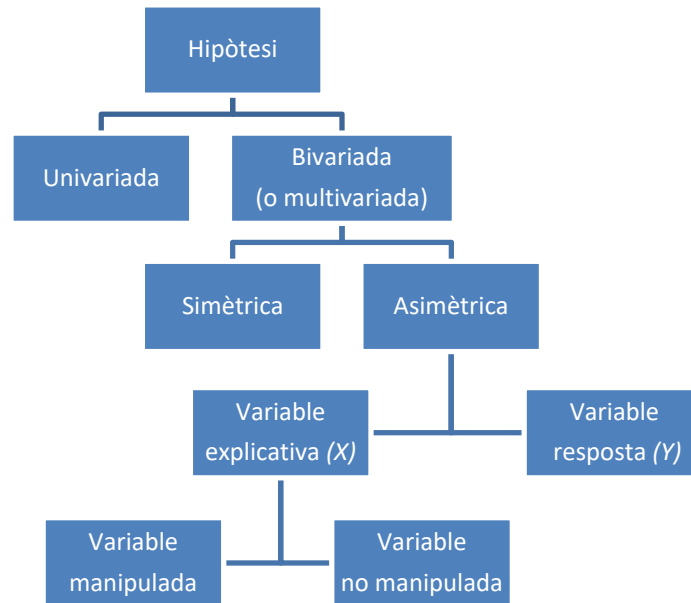 Hipòtesi
Univariada
Bivariada
(o multivariada)
Simètrica
Asimètrica
Variable
explicativa (X)
Variable
resposta (Y)
Variable
manipulada
Variable
no manipulada